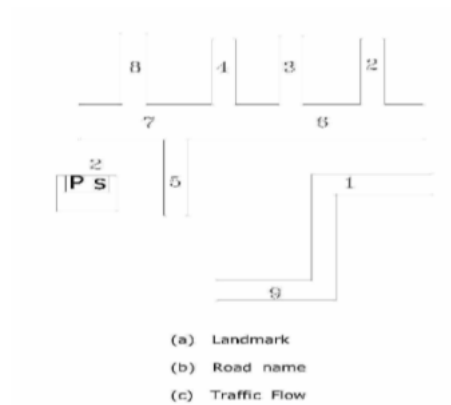 8 4 3 2
7 6
2
P s 5 1
9
(a) Landmark
(b) Road name
(c) Traffic Flow